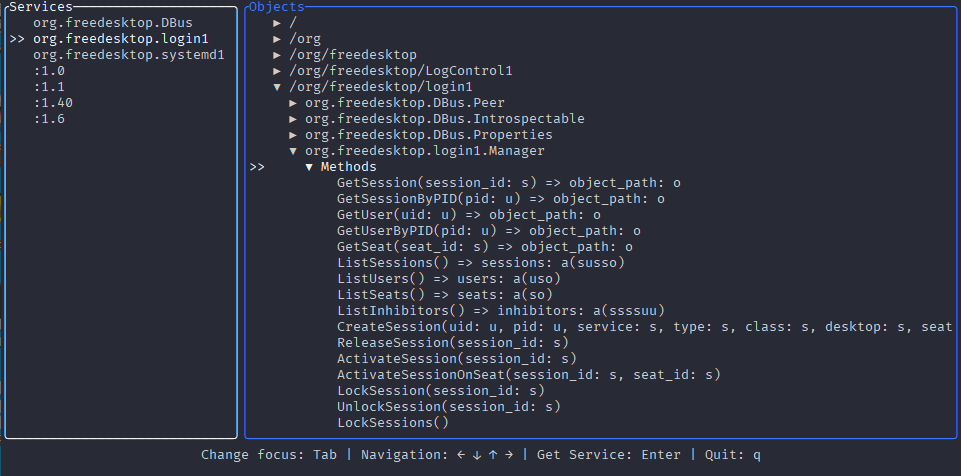 Services
org.freedesktop.DBus
>> org.freedesktop.login1
org.freedesktop.systemd1
:1.0
:1.1
:1.40
:1.6
Objects
▶ /
▶ /org
▶ /org/freedesktop
▶ /org/freedesktop/LogControl1
▼ /org/freedesktop/login1
▶ org.freedesktop.DBus.Peer
▶ org.freedesktop.DBus.Introspectable
▶ org.freedesktop.DBus.Properties
▼ org.freedesktop.login1.Manager
>> ▼ Methods
GetSession(session_id: s) => object_path: o
GetSessionByPID(pid: u) => object_path: o
GetUser(uid: u) => object_path: o
GetUserByPID(pid: u) => object_path: o
GetSeat(seat_id: s) => object_path: o
ListSessions() => sessions: a(susso)
ListUsers() => users: a(uso)
ListSeats() => seats: a(so)
ListInhibitors() => inhibitors: a(ssssuu)
CreateSession(uid: u, pid: u, service: s, type: s, class: s, desktop: s, seat
ReleaseSession(session_id: s)
ActivateSession(session_id: s)
ActivateSessionOnSeat(session_id: s, seat_id: s)
LockSession(session_id: s)
UnlockSession(session_id: s)
LockSessions()
Change focus: Tab | Navigation: ← ↓ ↑ → | Get Service: Enter | Quit: q